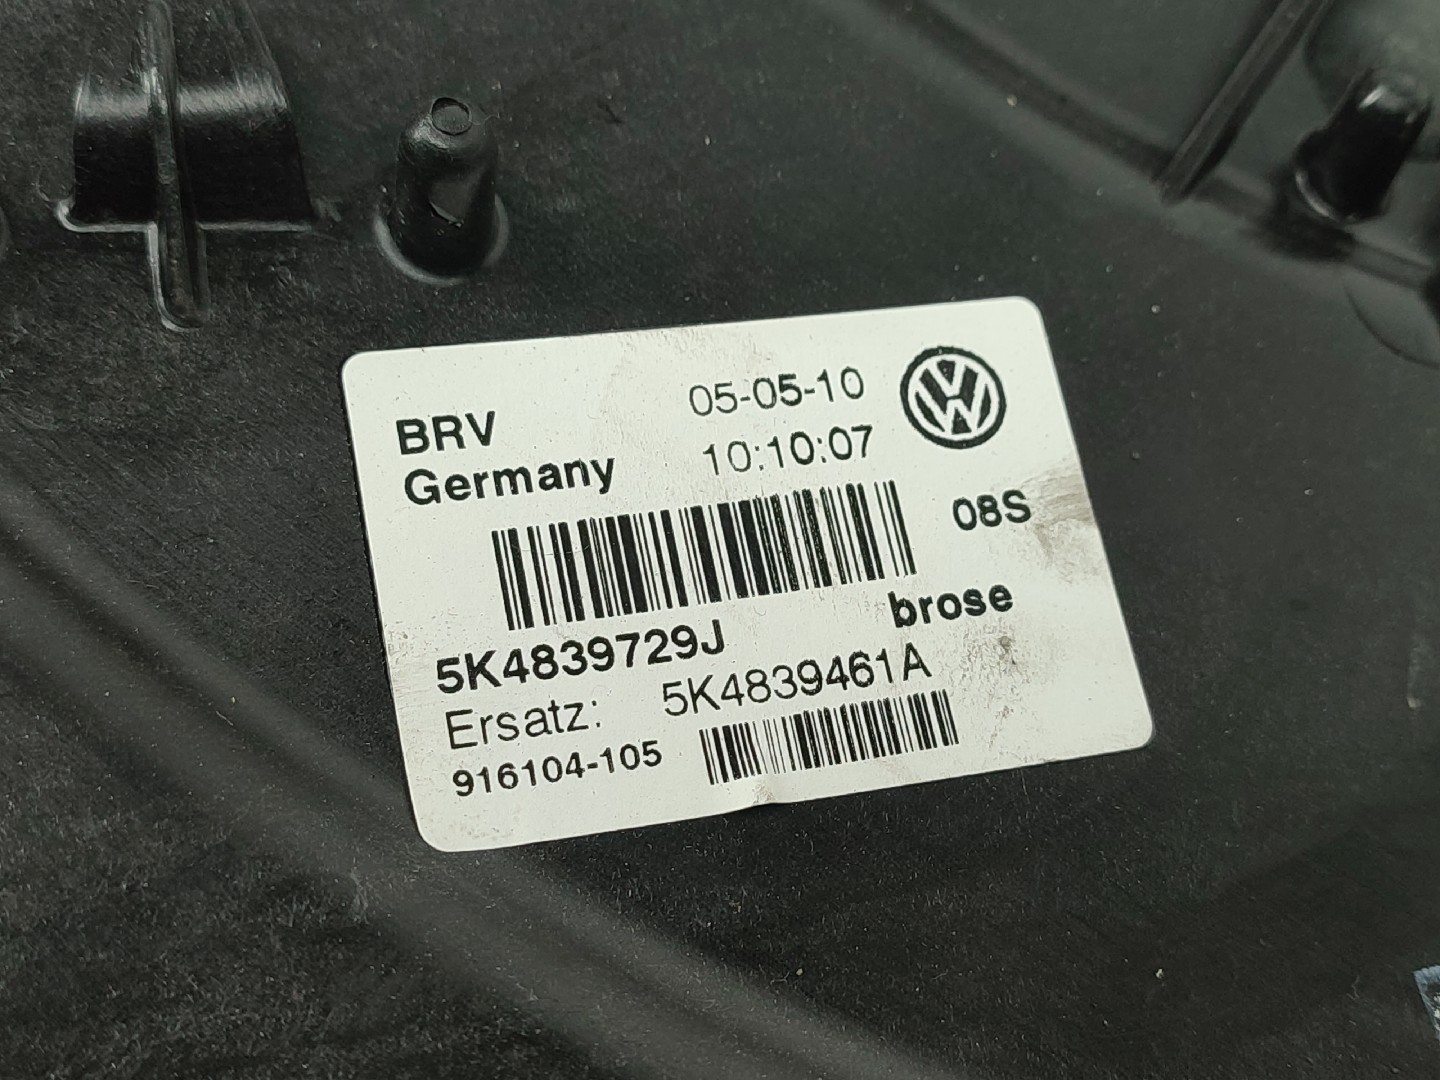 BRV
Germany
05-05-10
10:10:07
08S
brose
5K4839729J
Ersatz: 5K4839461A
916104-105